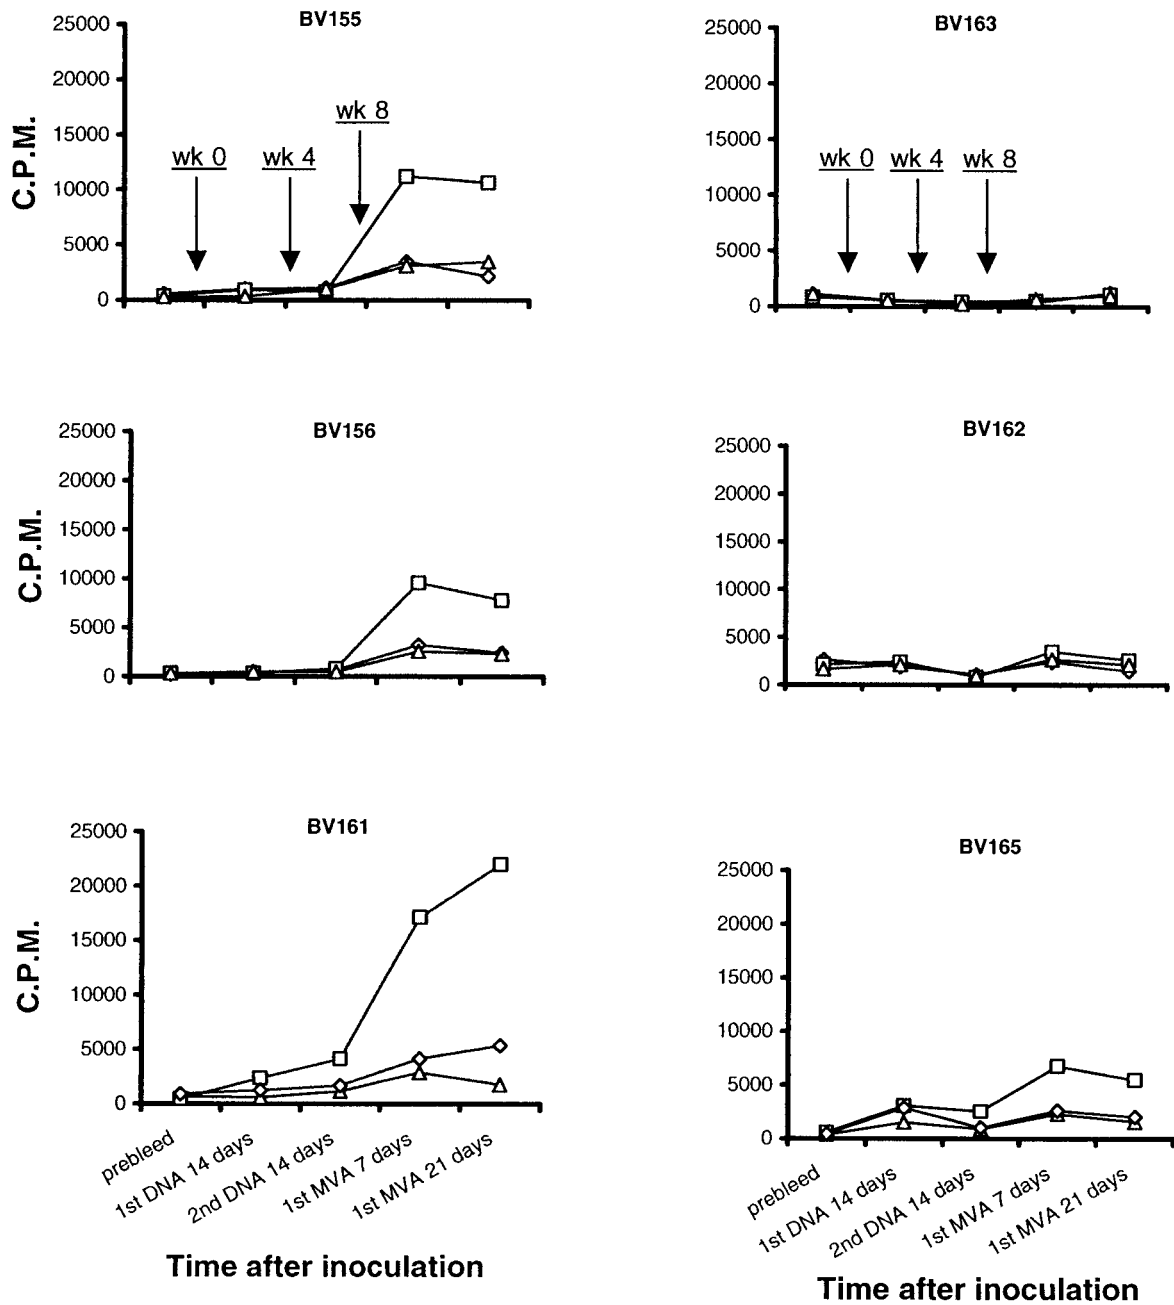 BV155
25000
20000
15000
10000
5000
0
C.P.M.
wk 0
wk 4
wk 8
BV163
25000
20000
15000
10000
5000
0
wk 0 wk 4 wk 8
BV156
25000
20000
15000
10000
5000
0
C.P.M.
BV162
25000
20000
15000
10000
5000
0
BV161
25000
20000
15000
10000
5000
0
C.P.M.
prebleed
1st DNA 14 days
2nd DNA 14 days
1st MVA 7 days
1st MVA 21 days
Time after inoculation
BV165
25000
20000
15000
10000
5000
0
prebleed
1st DNA 14 days
2nd DNA 14 days
1st MVA 7 days
1st MVA 21 days
Time after inoculation